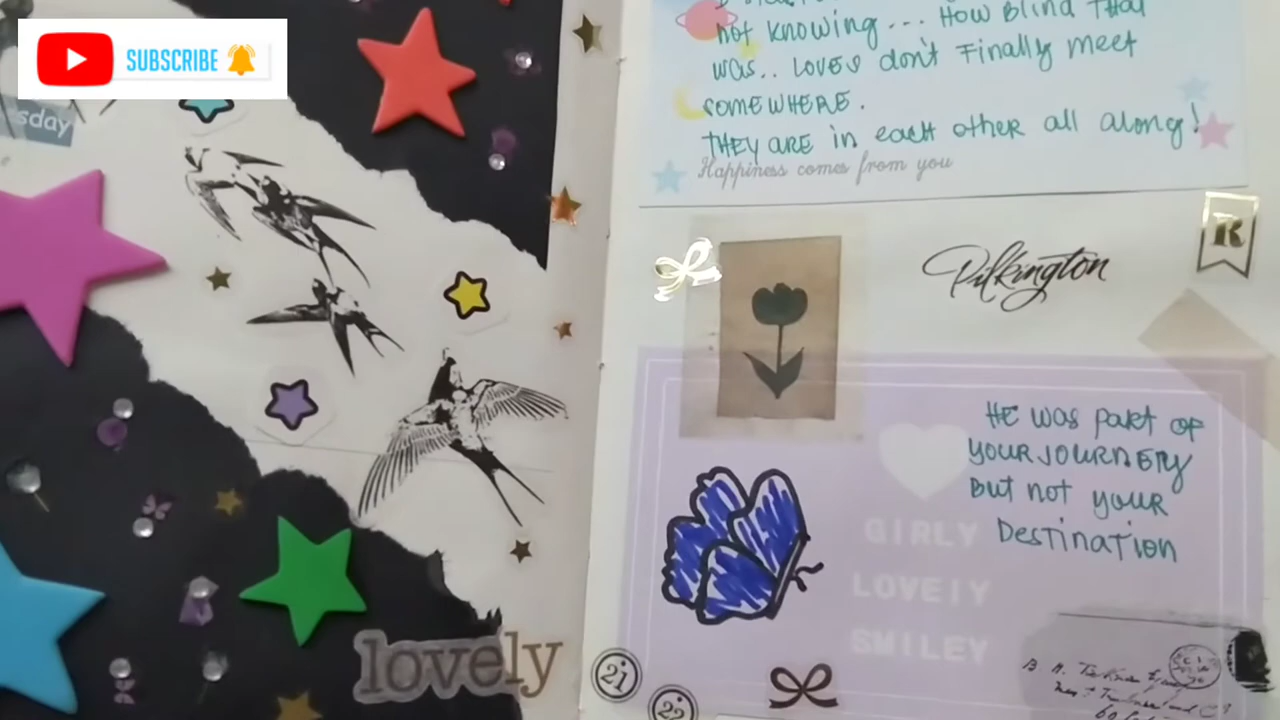 SUBSCRIBE
sday
lovely
not knowing... How Blind That
was.. Loves don't Finally meet
SOMEWHERE.
THEY ARE in each other all along!
Happiness comes from you
Pilkington
R
HE WAS part OF
YOUR JOURNEY
But not your
Destination
GIRLY
LOVELY
SMILEY
21
22